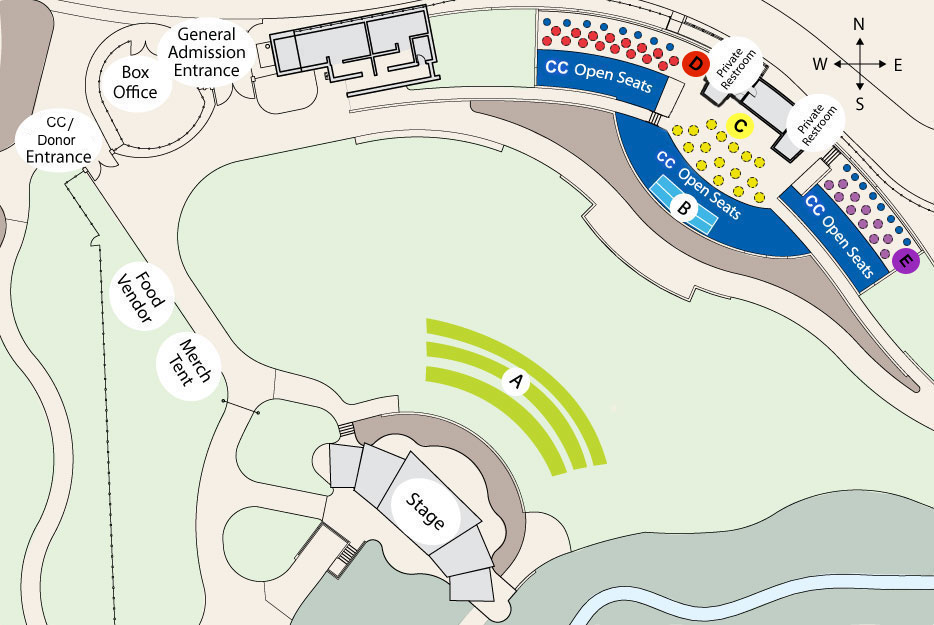 General
Admission
Entrance
Box
Office
CC/
Donor
Entrance
Food
Vendor
Merch
Tent
Stage
A
CC Open Seats
D
Private
Restroom
C
Private
Restroom
CC Open Seats
B
CC Open Seats
E
N
W
E
S